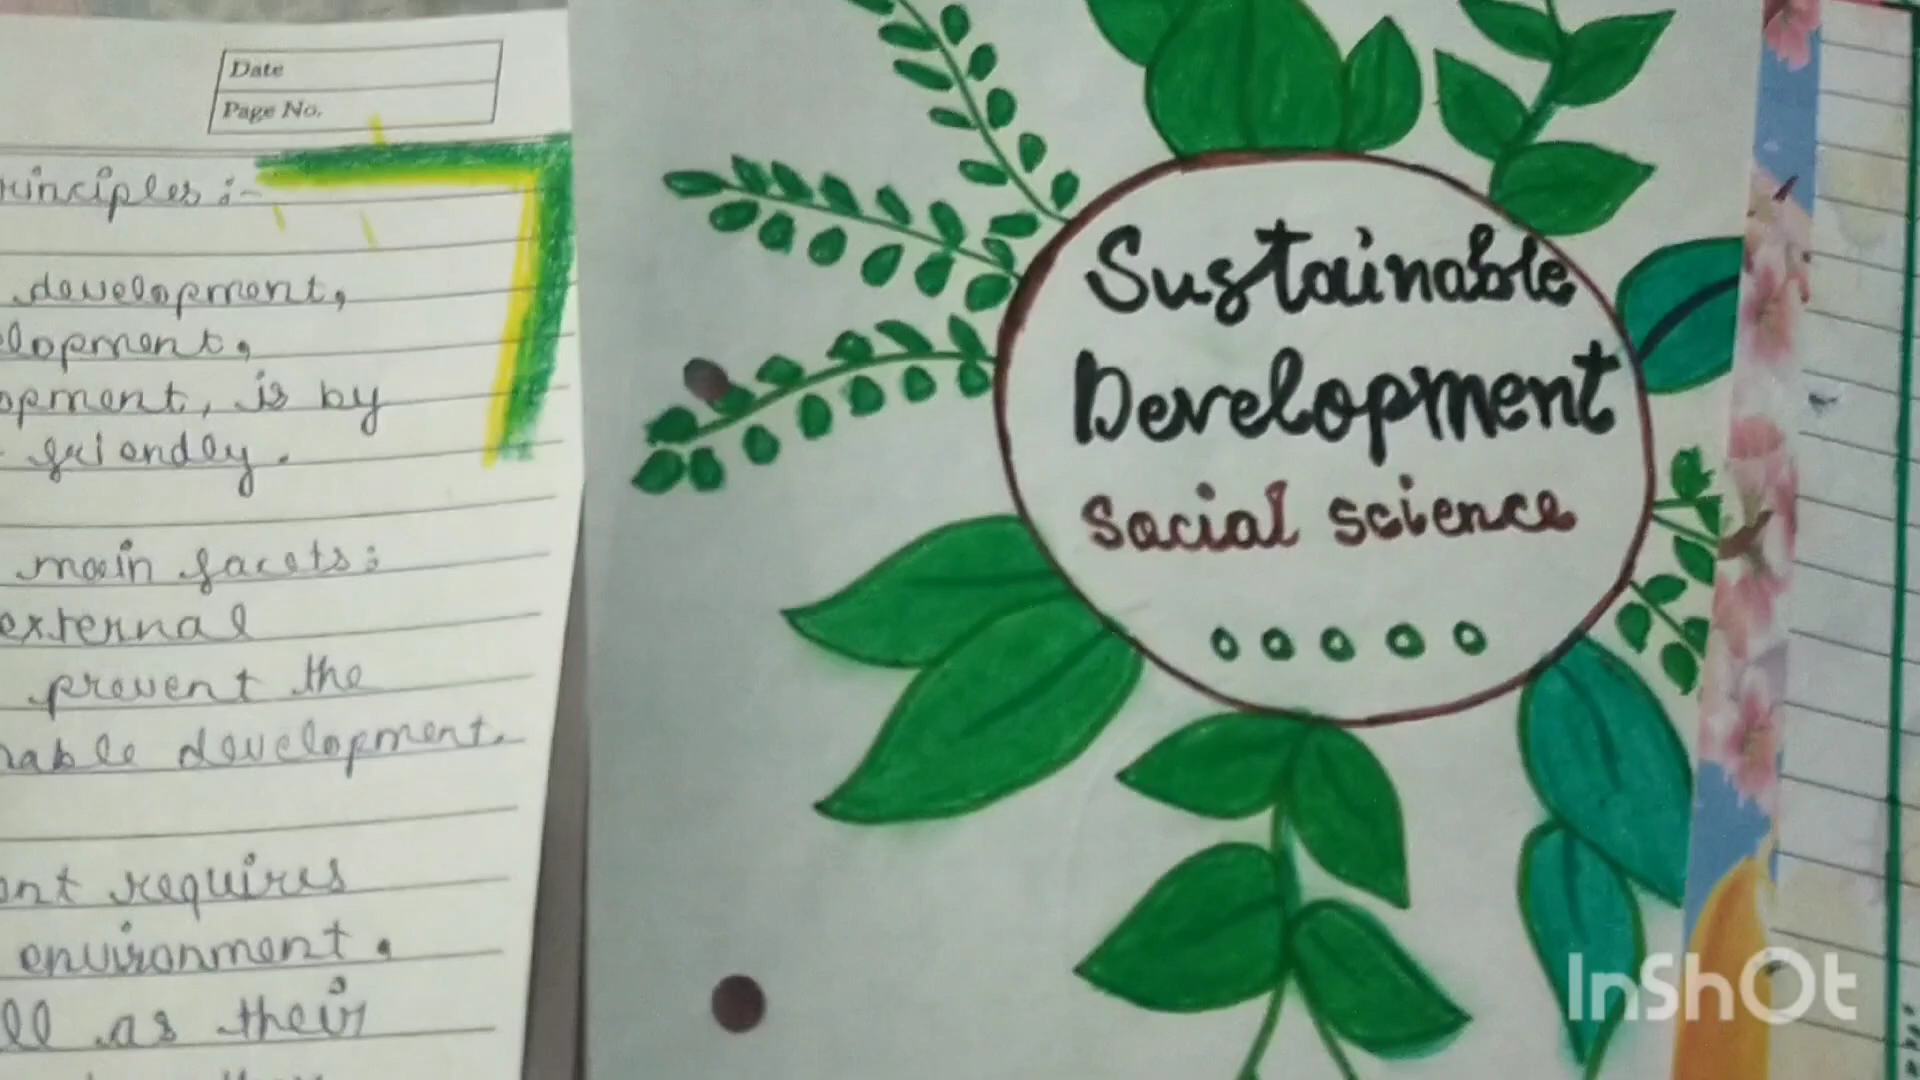 Date
Page No.
rinciples :-
development,
lopment,
opment, is by
friendly.
main facets:
external
prevent the
nable development.
ent requires
environment.
ll as their
Sustainable
Development
Social science
InShOt